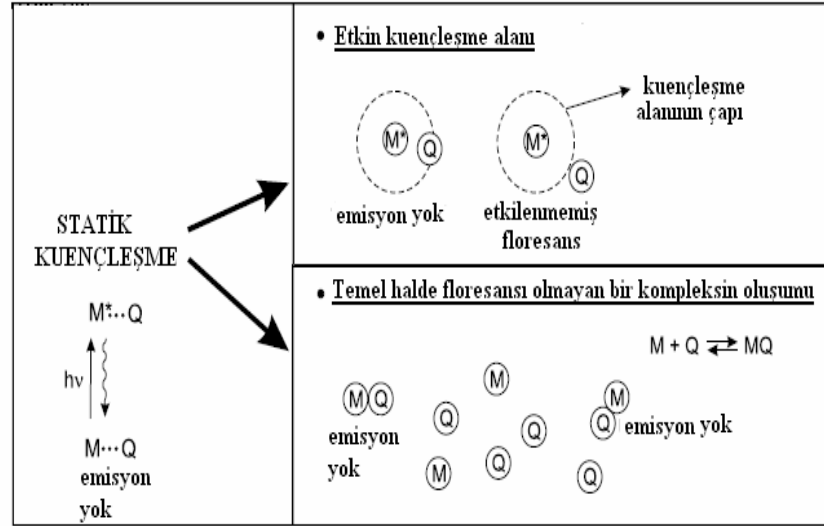 STATİK
KUENÇLEŞME
M*···Q
hν
M···Q
emisyon
yok
• Etkin kuençleşme alanı
kuençleşme
alanının çapı
M*
Q
M*
Q
emisyon yok
etkilenmemiş
floresans
• Temel halde floresansı olmayan bir kompleksin oluşumu
M + Q ⇌ MQ
M
M
M Q
Q
Q
Q
emisyon yok
emisyon
yok
M
Q
Q